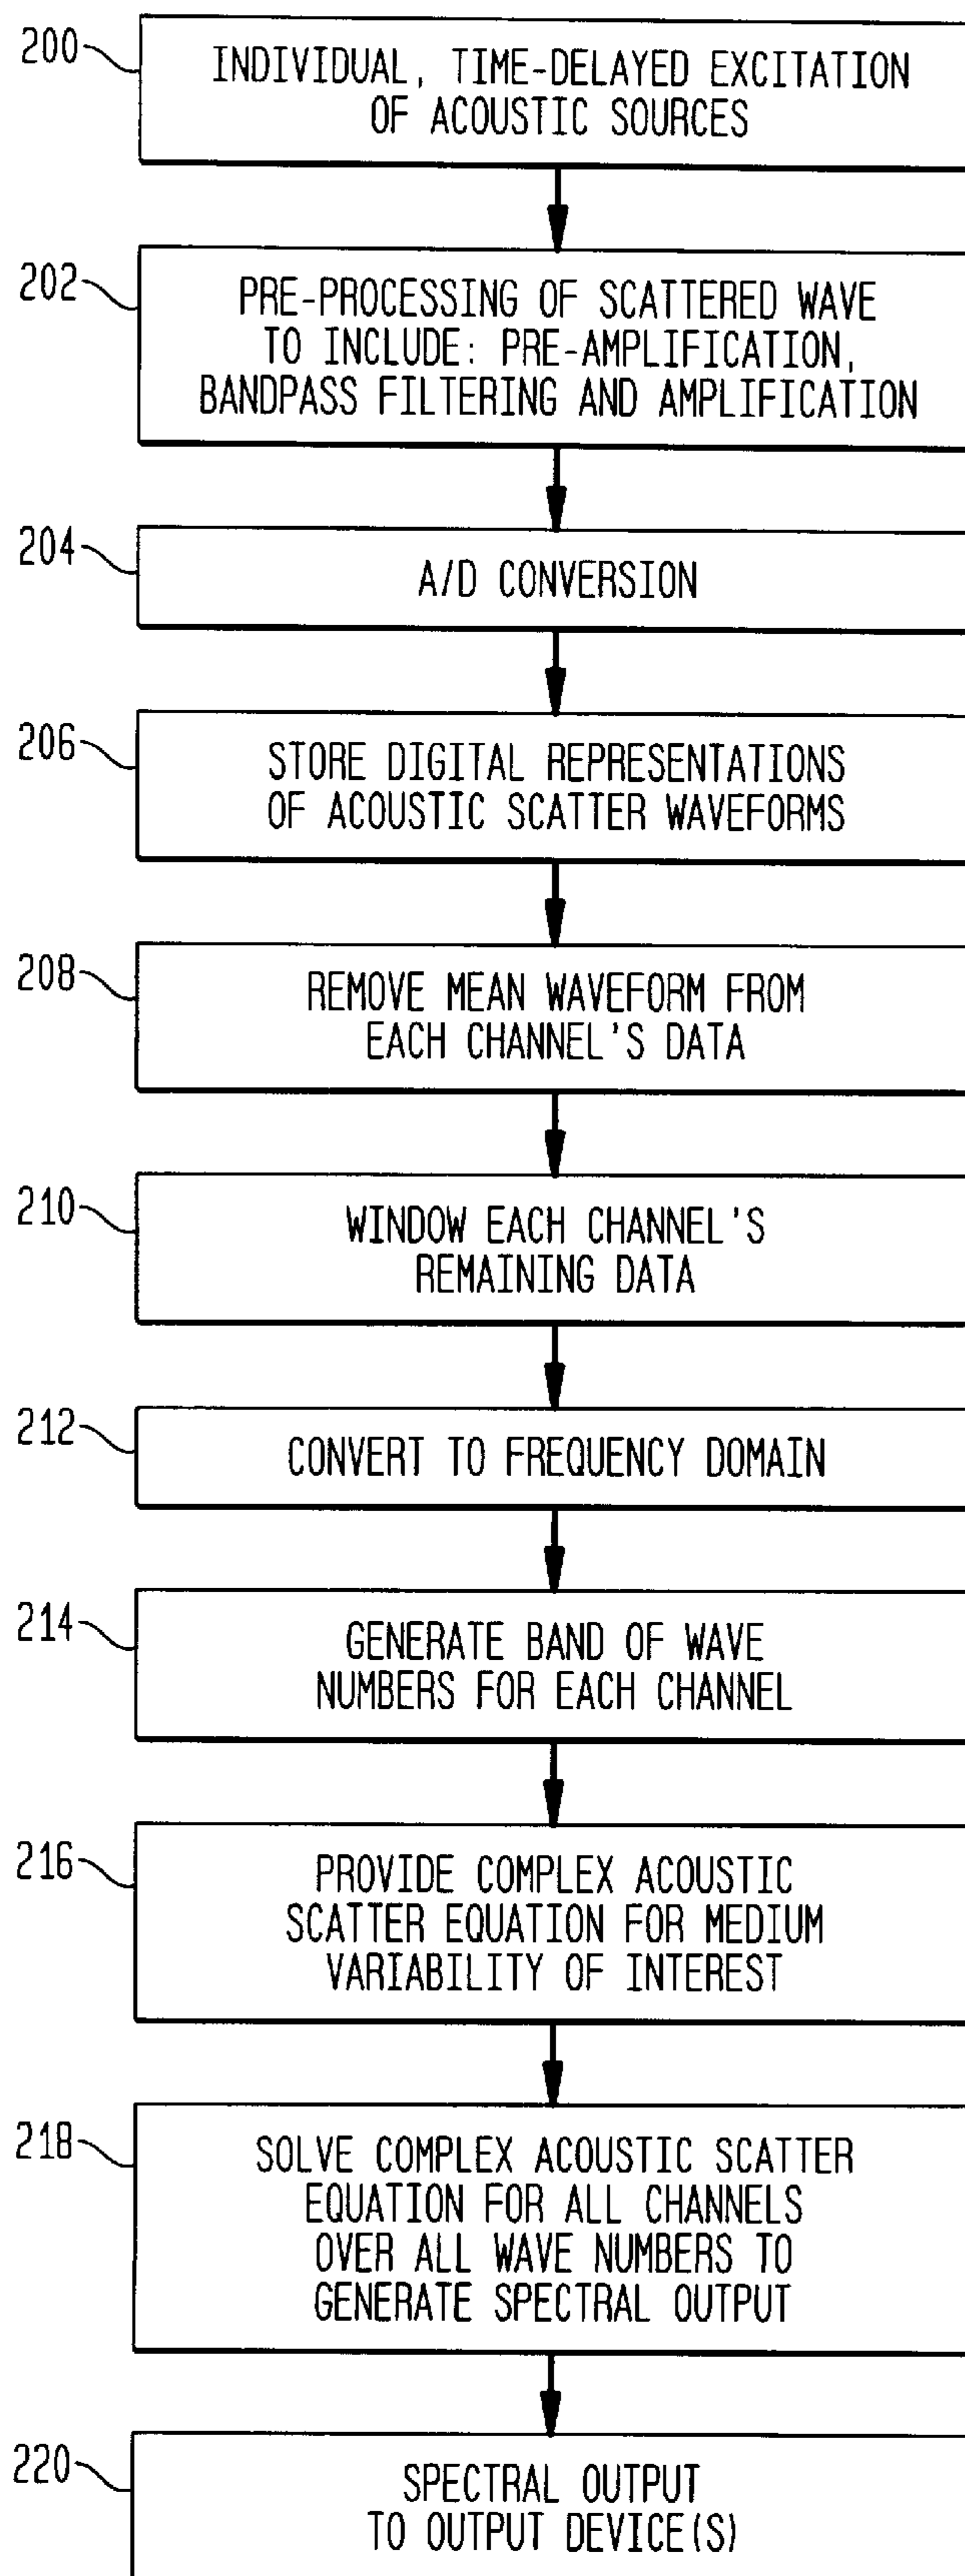 200
INDIVIDUAL, TIME-DELAYED EXCITATION
OF ACOUSTIC SOURCES
202
PRE-PROCESSING OF SCATTERED WAVE
TO INCLUDE: PRE-AMPLIFICATION,
BANDPASS FILTERING AND AMPLIFICATION
204
A/D CONVERSION
206
STORE DIGITAL REPRESENTATIONS
OF ACOUSTIC SCATTER WAVEFORMS
208
REMOVE MEAN WAVEFORM FROM
EACH CHANNEL'S DATA
210
WINDOW EACH CHANNEL'S
REMAINING DATA
212
CONVERT TO FREQUENCY DOMAIN
214
GENERATE BAND OF WAVE
NUMBERS FOR EACH CHANNEL
216
PROVIDE COMPLEX ACOUSTIC
SCATTER EQUATION FOR MEDIUM
VARIABILITY OF INTEREST
218
SOLVE COMPLEX ACOUSTIC SCATTER
EQUATION FOR ALL CHANNELS
OVER ALL WAVE NUMBERS TO
GENERATE SPECTRAL OUTPUT
220
SPECTRAL OUTPUT
TO OUTPUT DEVICE(S)